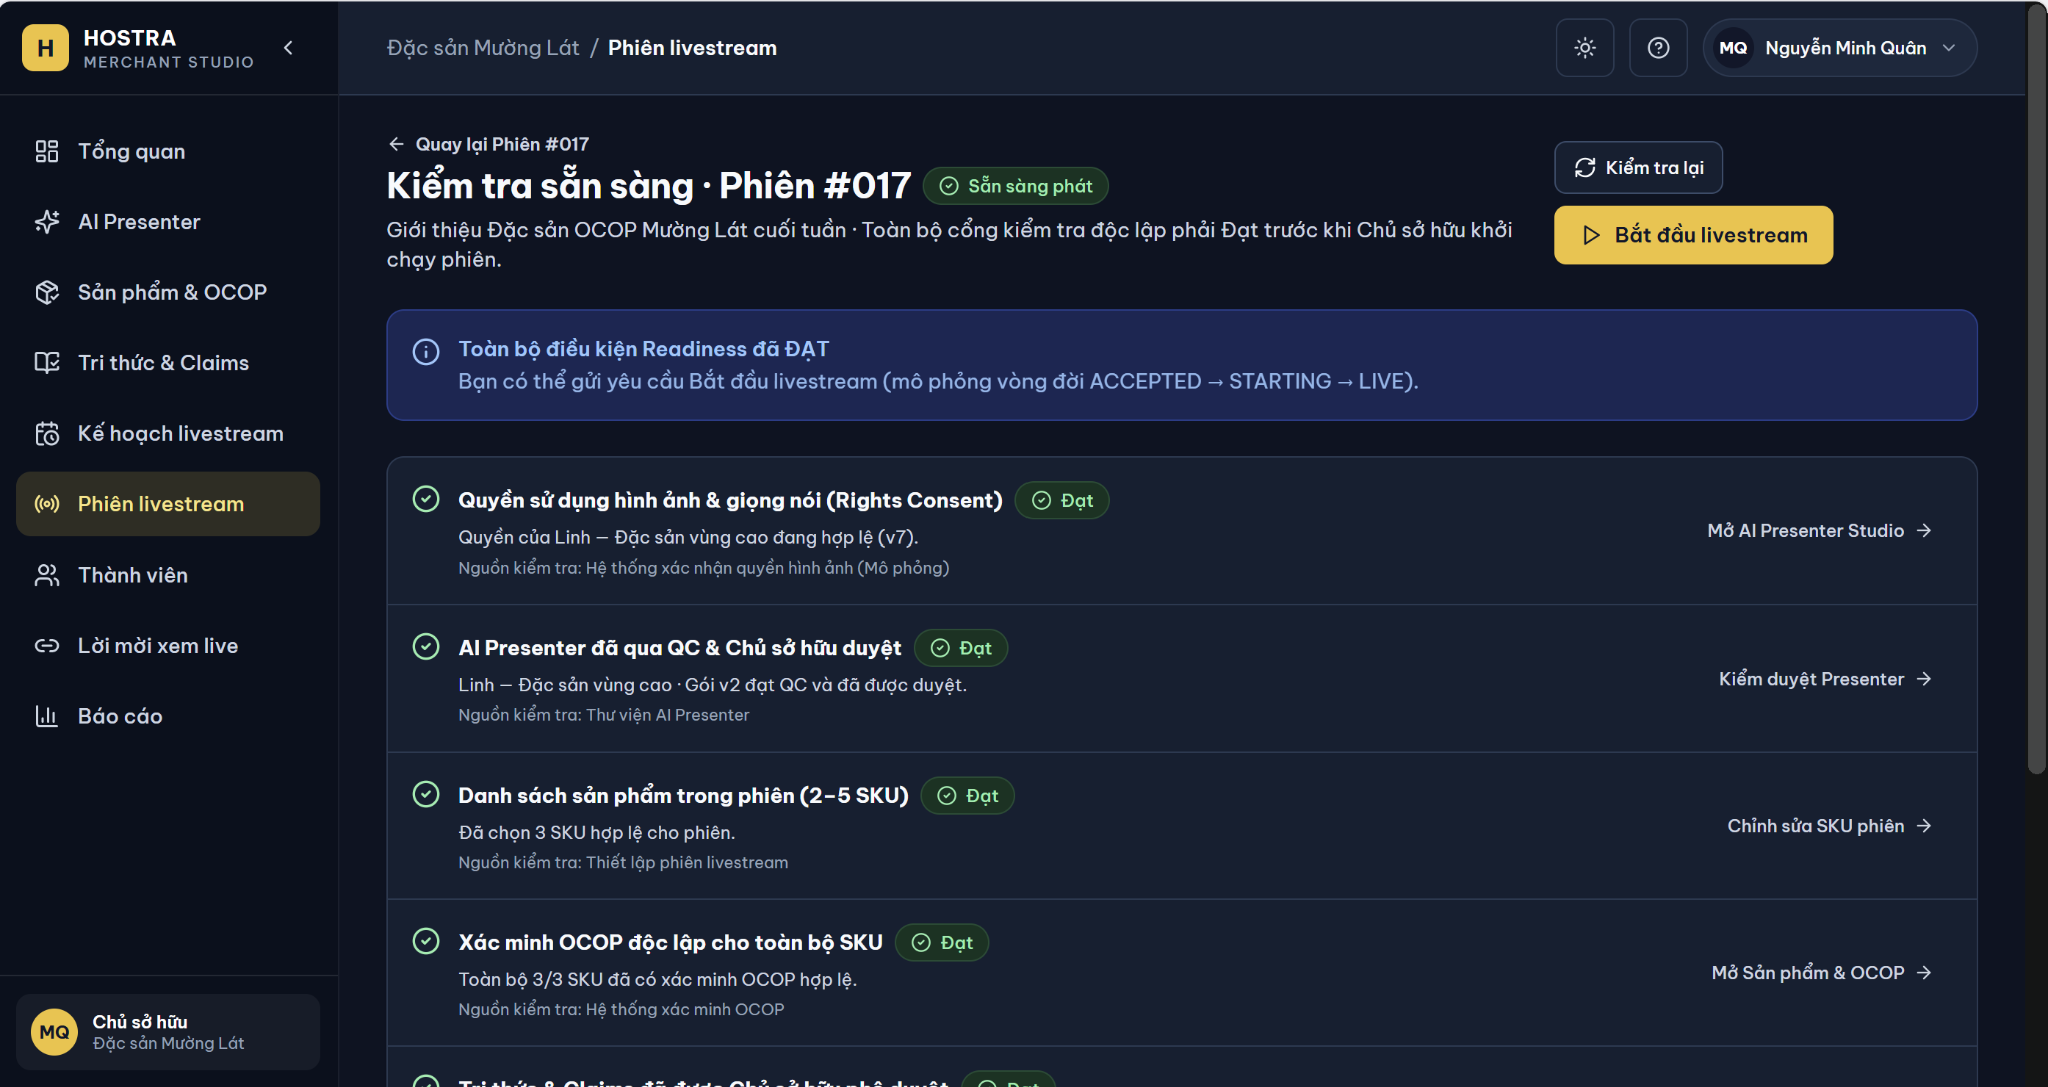 H
HOSTRA
MERCHANT STUDIO
Đặc sản Mường Lát / Phiên livestream
MQ Nguyễn Minh Quân
Tổng quan
AI Presenter
Sản phẩm & OCOP
Tri thức & Claims
Kế hoạch livestream
Phiên livestream
Thành viên
Lời mời xem live
Báo cáo
MQ
Chủ sở hữu
Đặc sản Mường Lát
Quay lại Phiên #017
Kiểm tra sẵn sàng · Phiên #017
Sẵn sàng phát
Giới thiệu Đặc sản OCOP Mường Lát cuối tuần · Toàn bộ cổng kiểm tra độc lập phải Đạt trước khi Chủ sở hữu khởi
chạy phiên.
Kiểm tra lại
Bắt đầu livestream
Toàn bộ điều kiện Readiness đã ĐẠT
Bạn có thể gửi yêu cầu Bắt đầu livestream (mô phỏng vòng đời ACCEPTED → STARTING → LIVE).
Quyền sử dụng hình ảnh & giọng nói (Rights Consent)
Đạt
Quyền của Linh — Đặc sản vùng cao đang hợp lệ (v7).
Nguồn kiểm tra: Hệ thống xác nhận quyền hình ảnh (Mô phỏng)
Mở AI Presenter Studio →
AI Presenter đã qua QC & Chủ sở hữu duyệt
Đạt
Linh — Đặc sản vùng cao · Gói v2 đạt QC và đã được duyệt.
Nguồn kiểm tra: Thư viện AI Presenter
Kiểm duyệt Presenter →
Danh sách sản phẩm trong phiên (2–5 SKU)
Đạt
Đã chọn 3 SKU hợp lệ cho phiên.
Nguồn kiểm tra: Thiết lập phiên livestream
Chỉnh sửa SKU phiên →
Xác minh OCOP độc lập cho toàn bộ SKU
Đạt
Toàn bộ 3/3 SKU đã có xác minh OCOP hợp lệ.
Nguồn kiểm tra: Hệ thống xác minh OCOP
Mở Sản phẩm & OCOP →
Tri thức & Claims đã được Chủ sở hữu phê duyệt
Đạt